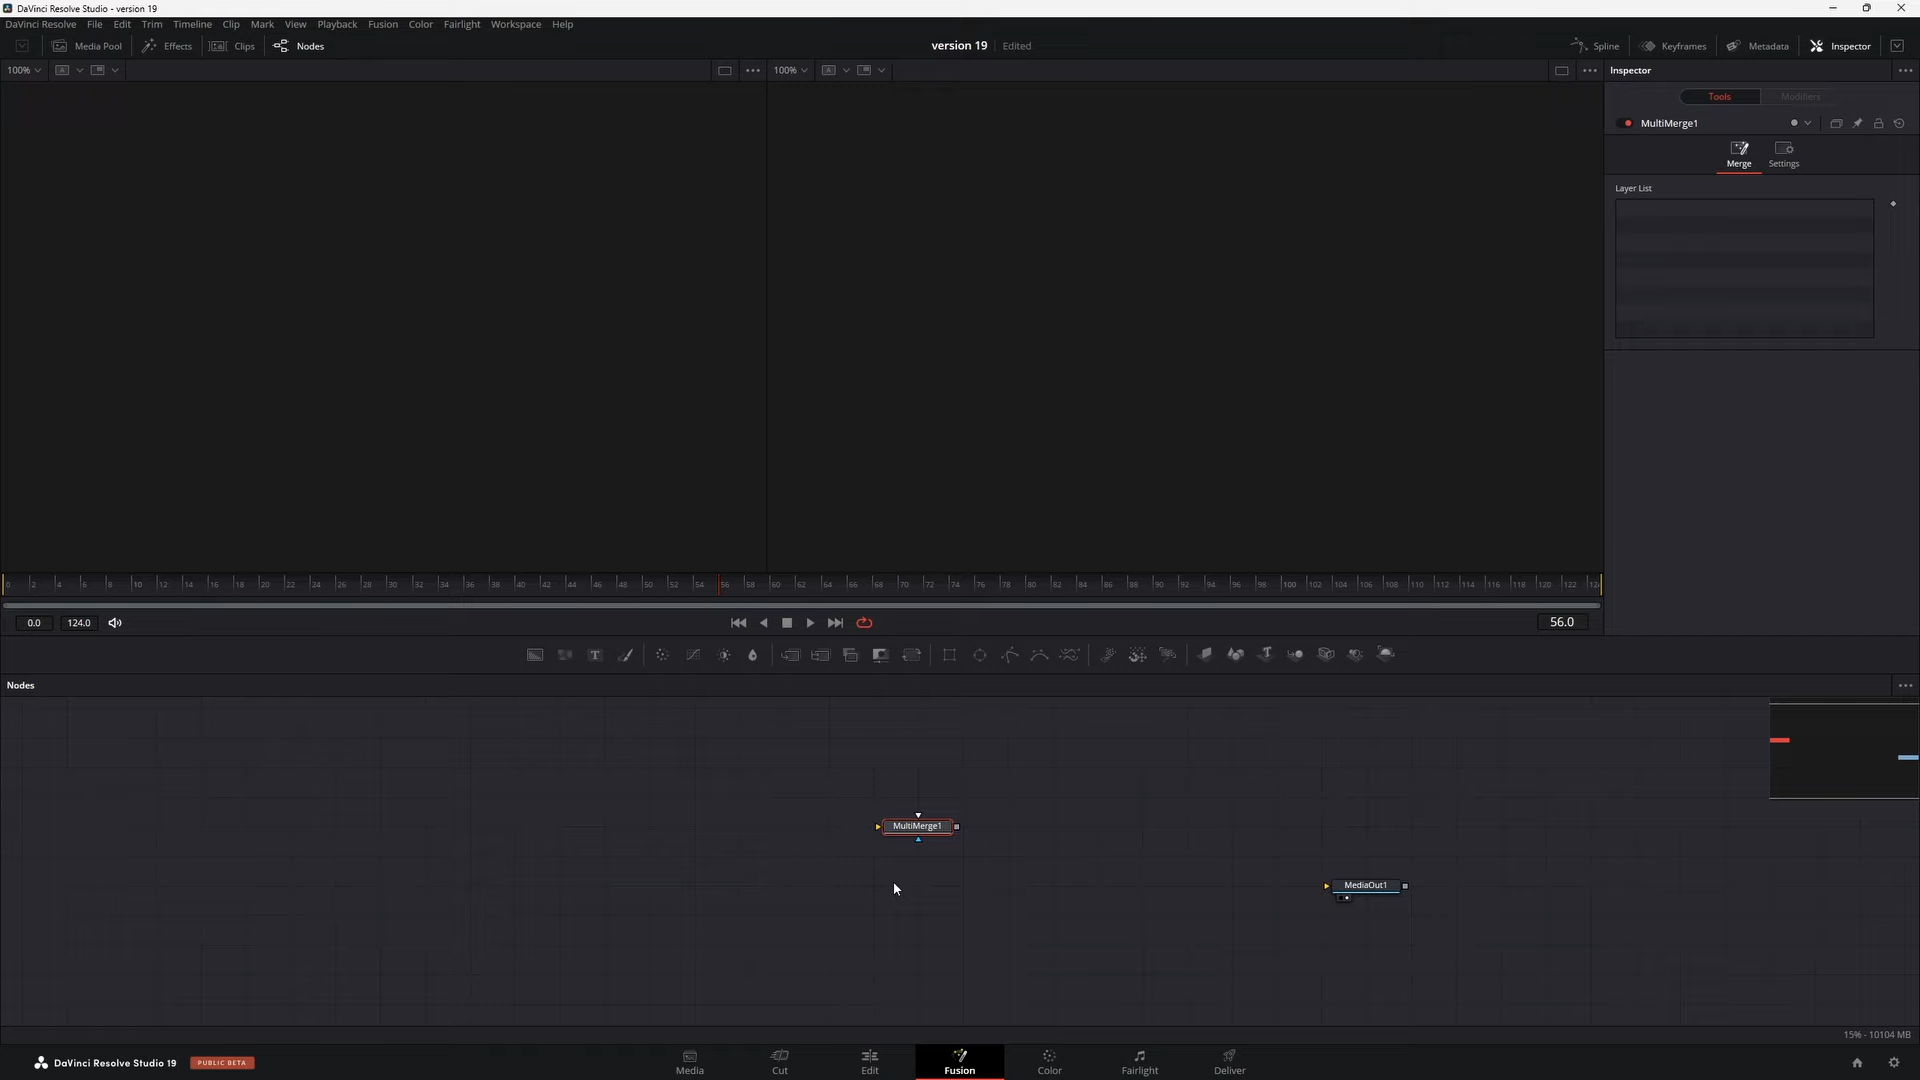 DaVinci Resolve Studio - version 19
DaVinci Resolve File Edit Trim Timeline Clip Mark View Playback Fusion Color Fairlight Workspace Help
Media Pool Effects Clips Nodes version 19 Edited Spline Keyframes Metadata Inspector
100% A 100% A Inspector
Tools Modifiers
MultiMerge1
Merge Settings
Layer List
0 2 4 6 8 10 12 14 16 18 20 22 24 26 28 30 32 34 36 38 40 42 44 46 48 50 52 54 56 58 60 62 64 66 68 70 72 74 76 78 80 82 84 86 88 90 92 94 96 98 100 102 104 106 108 110 112 114 116 118 120 122
0.0 124.0 56.0
T
Nodes
MultiMerge1
MediaOut1
15% - 10104 MB
DaVinci Resolve Studio 19 PUBLIC BETA
Media Cut Edit Fusion Color Fairlight Deliver